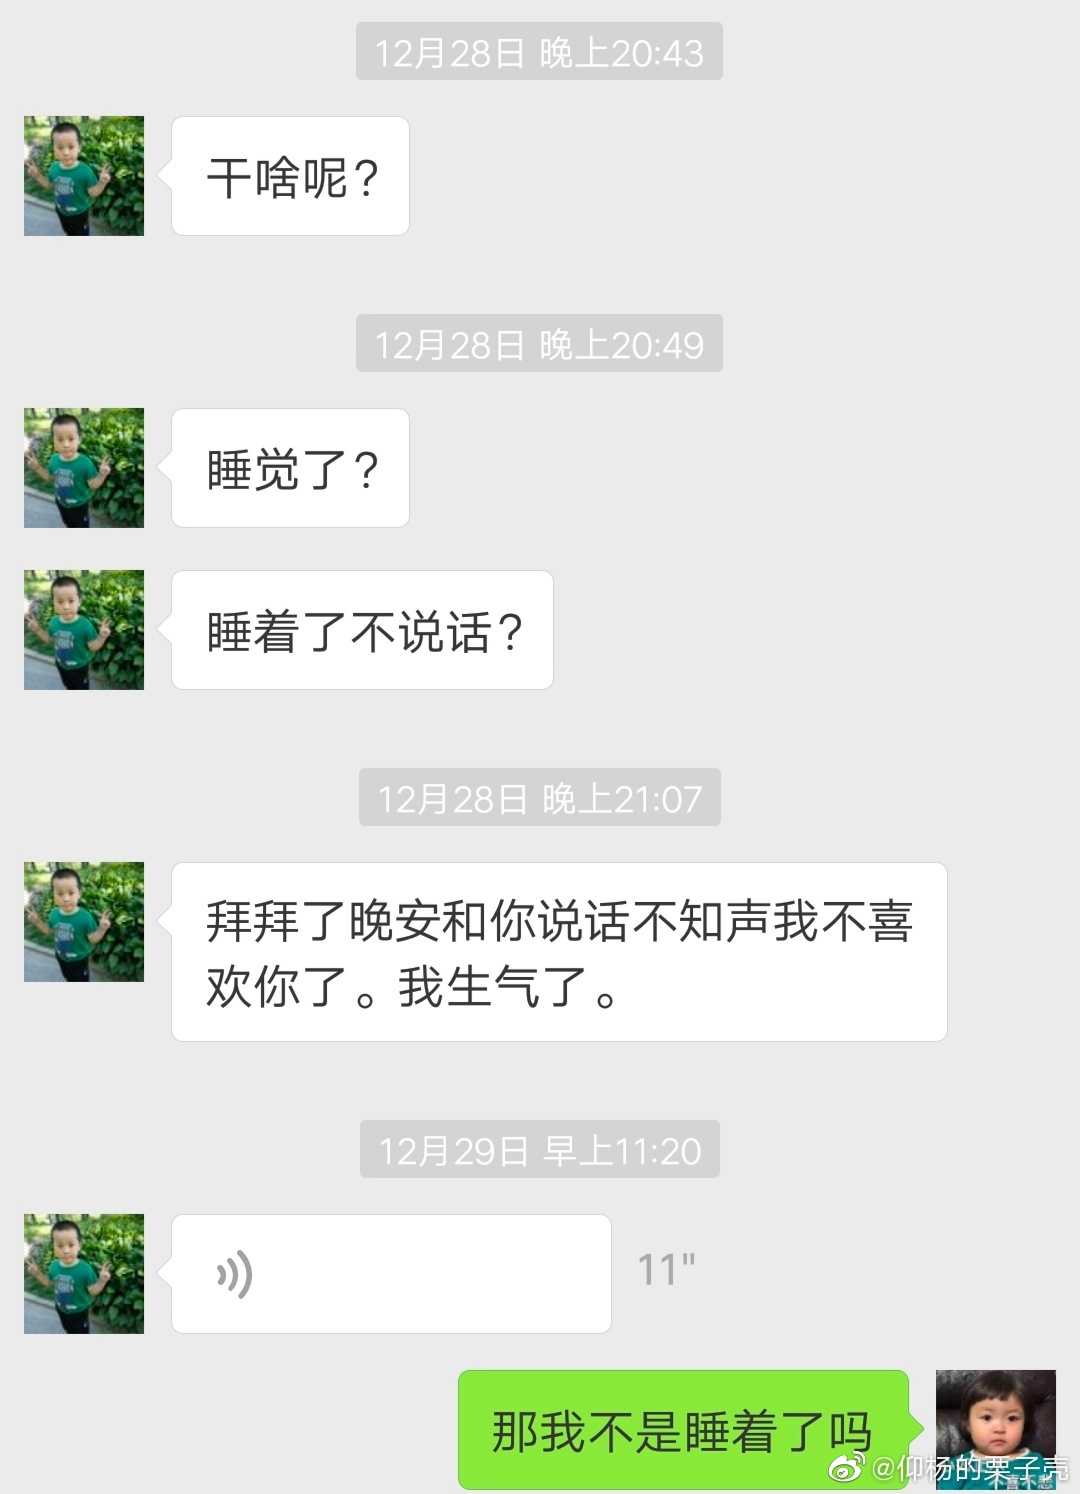 12月28日 晚上20:43
干啥呢？
12月28日 晚上20:49
睡觉了？
睡着了不说话？
12月28日 晚上21:07
拜拜了晚安和你说话不知声我不喜
欢你了。我生气了。
12月29日 早上11:20
11"
那我不是睡着了吗
@仰杨的栗子壳
不喜不悲